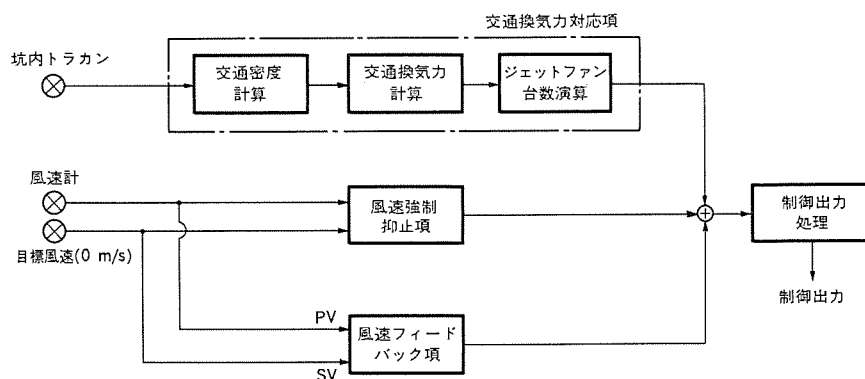 交通換気力対応項
坑内トラカン
交通密度
計算
交通換気力
計算
ジェットファン
台数演算
風速計
目標風速(0 m/s)
風速強制
抑止項
制御出力
処理
制御出力
PV
SV
風速フィード
バック項